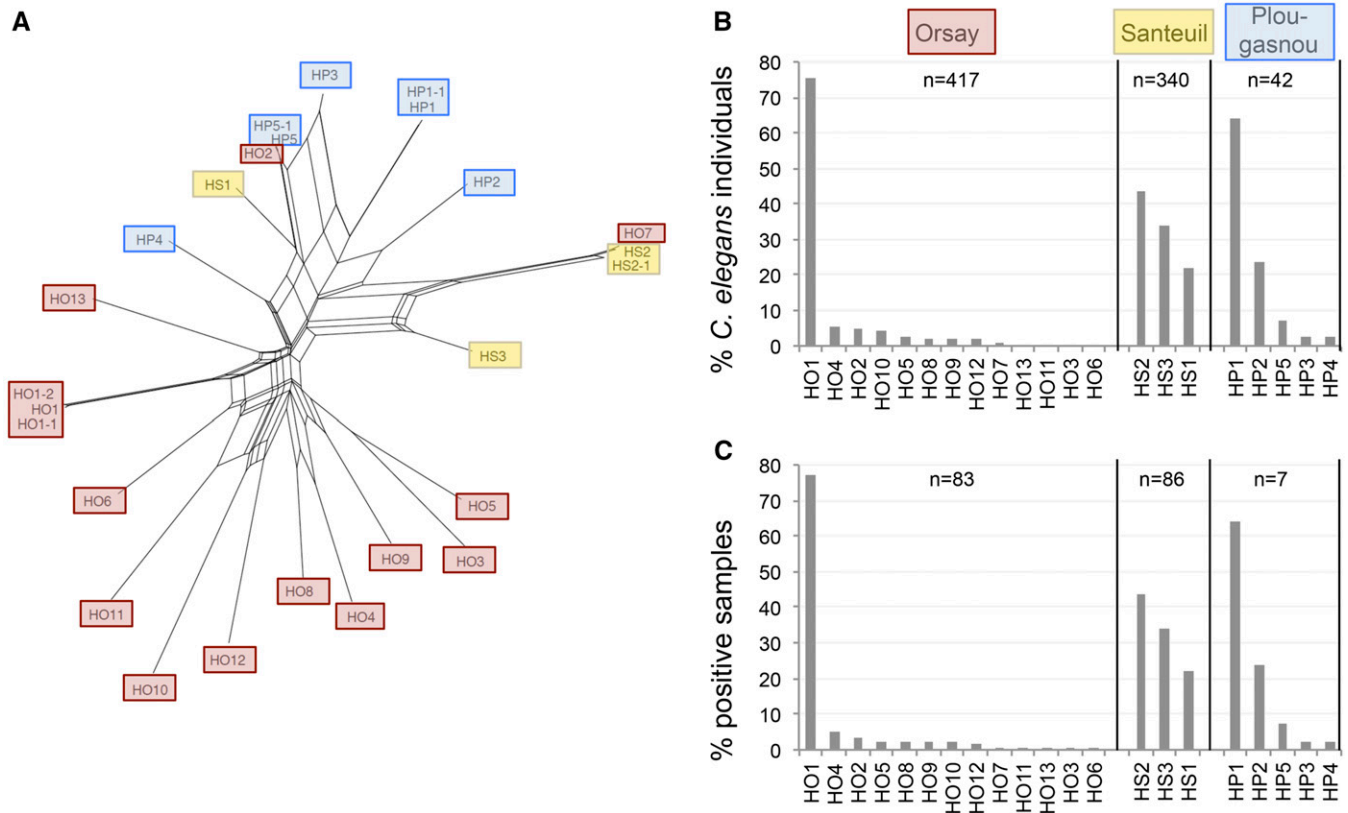 A
HP3
HP1-1
HP1
HP5-1
HP5
HO2
HS1
HP2
HP4
HO7
HS2
HS2-1
HO13
HS3
HO1-2
HO1
HO1-1
HO6
HO5
HO9
HO3
HO8
HO11
HO4
HO12
HO10
B
Orsay
Santeuil
Plou-
gasnou
% C. elegans individuals
80
70
60
50
40
30
20
10
0
n=417
n=340
n=42
HO1
HO4
HO2
HO10
HO5
HO8
HO9
HO12
HO7
HO13
HO11
HO3
HO6
HS2
HS3
HS1
HP1
HP2
HP5
HP3
HP4
C
% positive samples
80
70
60
50
40
30
20
10
0
n=83
n=86
n=7
HO1
HO4
HO2
HO5
HO8
HO9
HO10
HO12
HO7
HO11
HO13
HO3
HO6
HS2
HS3
HS1
HP1
HP2
HP5
HP3
HP4